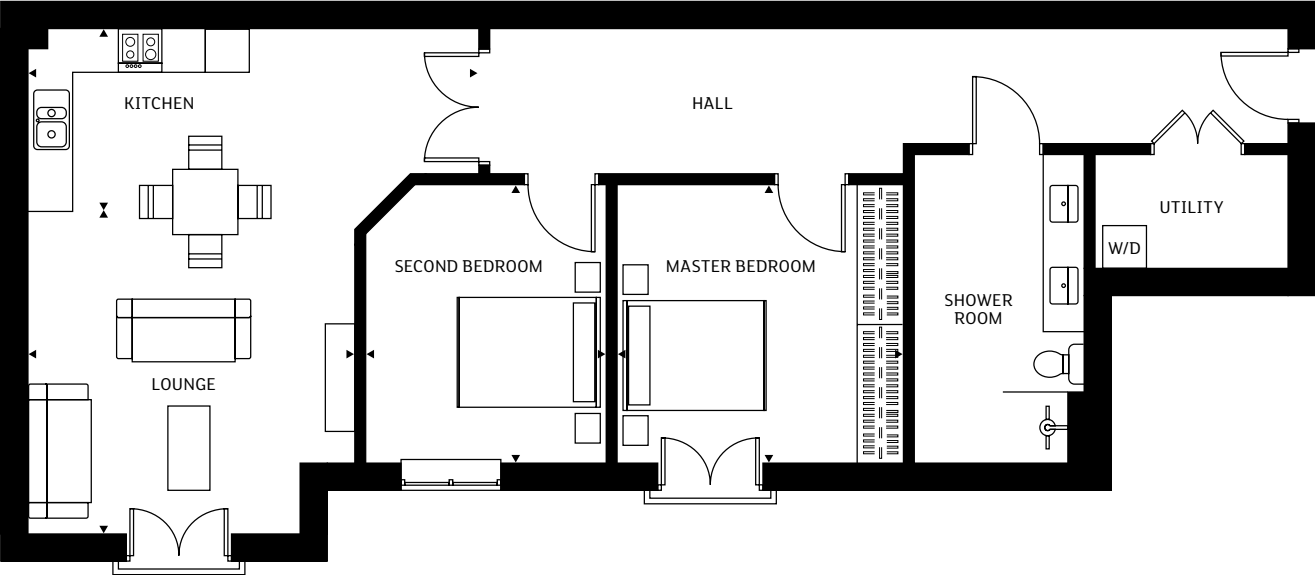 KITCHEN
HALL
UTILITY
W/D
SECOND BEDROOM
MASTER BEDROOM
SHOWER
ROOM
LOUNGE